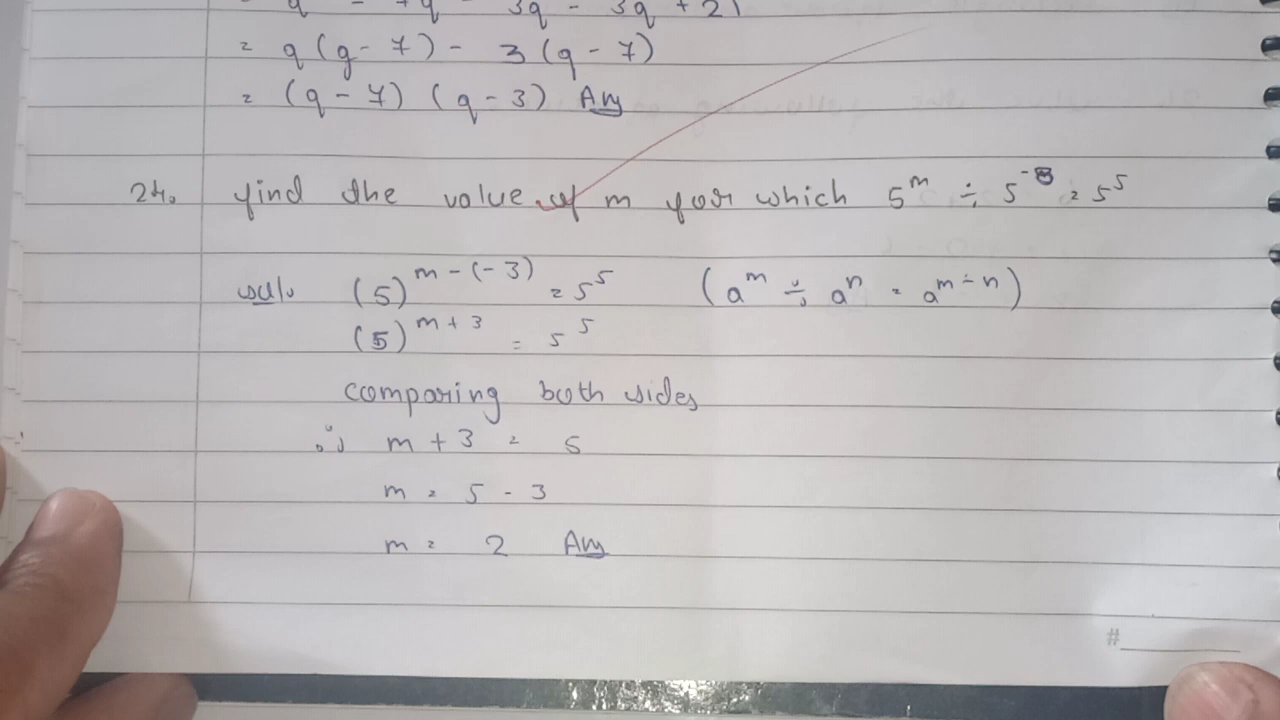 = q(q - 7) - 3(q - 7)
= (q - 7) (q - 3) Ans
24. find the value of m for which 5^m ÷ 5^-3 = 5^5
sol. (5)^m - (-3) = 5^5 (a^m ÷ a^n = a^m - n)
(5)^m + 3 = 5^5
comparing both sides
∴ m + 3 = 5
m = 5 - 3
m = 2 Ans
#